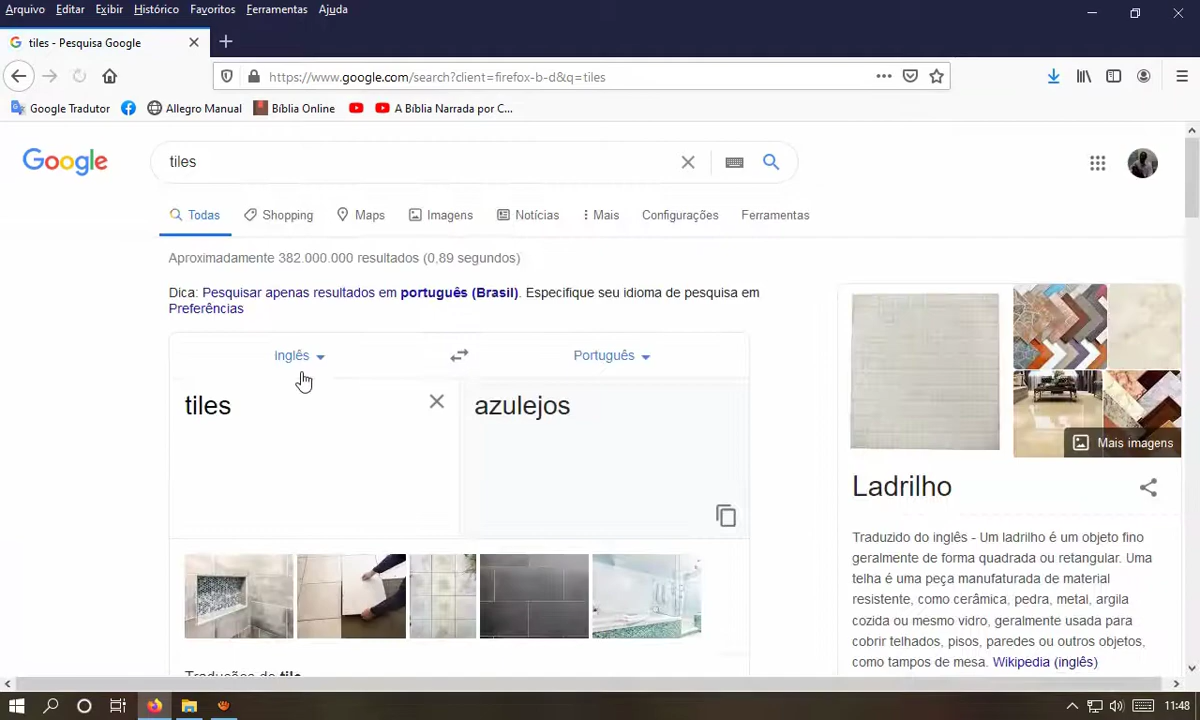 Arquivo Editar Exibir Histórico Favoritos Ferramentas Ajuda
tiles - Pesquisa Google
https://www.google.com/search?client=firefox-b-d&q=tiles
Google Tradutor Allegro Manual Bíblia Online A Bíblia Narrada por C...
Google
tiles
Todas Shopping Maps Imagens Notícias Mais Configurações Ferramentas
Aproximadamente 382.000.000 resultados (0,89 segundos)
Dica: Pesquisar apenas resultados em português (Brasil). Especifique seu idioma de pesquisa em
Preferências
Inglês Português
tiles azulejos
Traduções de tile
Mais imagens
Ladrilho
Traduzido do inglês - Um ladrilho é um objeto fino
geralmente de forma quadrada ou retangular. Uma
telha é uma peça manufaturada de material
resistente, como cerâmica, pedra, metal, argila
cozida ou mesmo vidro, geralmente usada para
cobrir telhados, pisos, paredes ou outros objetos,
como tampos de mesa. Wikipedia (inglês)
11:48